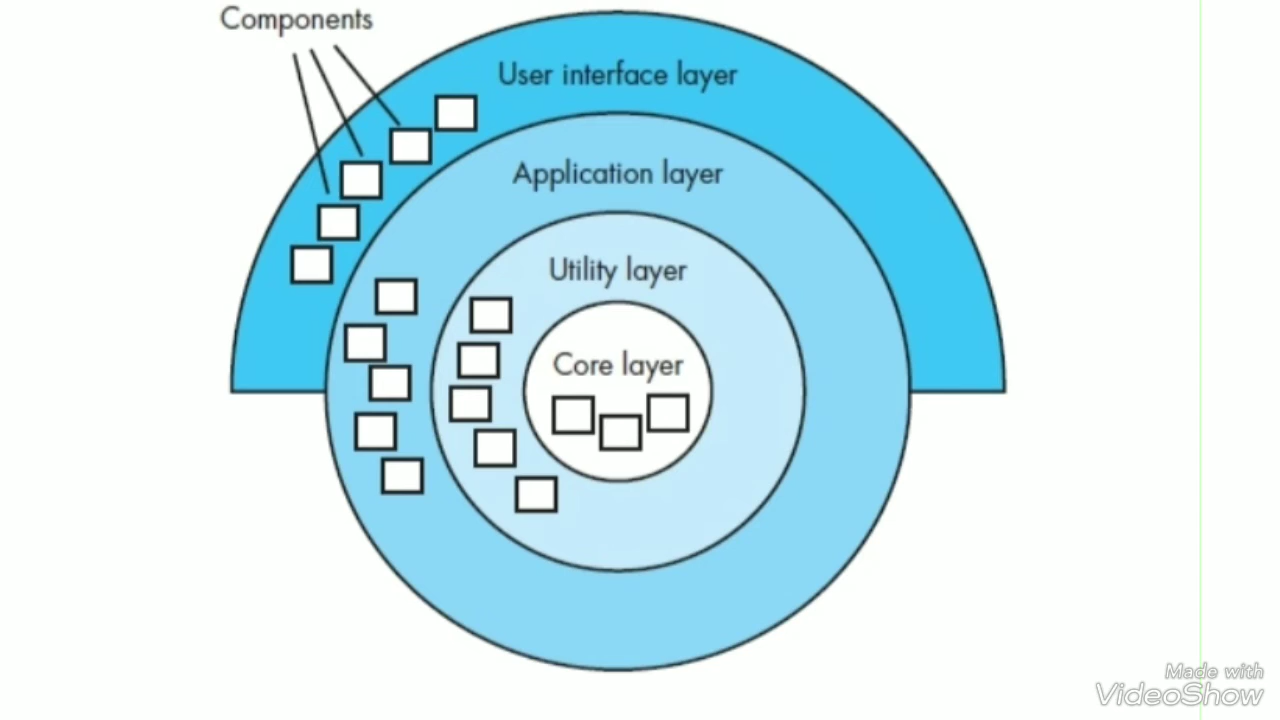 Components
User interface layer
Application layer
Utility layer
Core layer
Made with
VideoShow